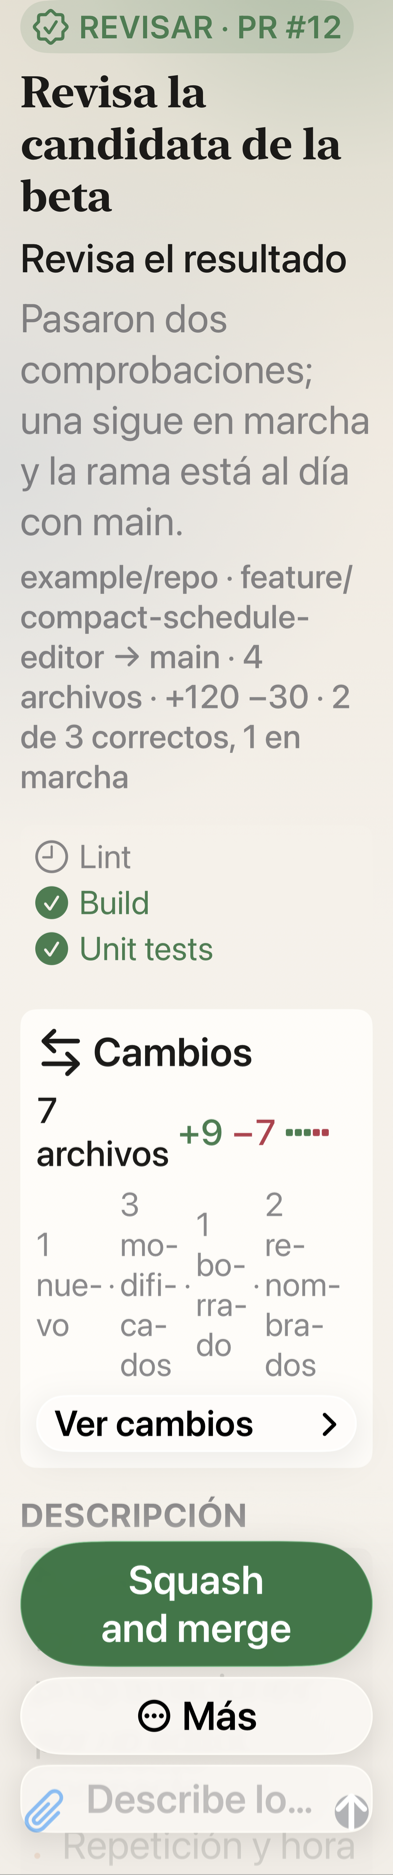 REVISAR · PR #12
Revisa la
candidata de la
beta
Revisa el resultado
Pasaron dos
comprobaciones;
una sigue en marcha
y la rama está al día
con main.
example/repo · feature/
compact-schedule-
editor → main · 4
archivos · +120 −30 · 2
de 3 correctos, 1 en
marcha
Lint
Build
Unit tests
Cambios
7
archivos +9 −7
1
nue-
vo
·
3
mo-
difi-
ca-
dos
·
1
bo-
rra-
do
·
2
re-
nom-
bra-
dos
Ver cambios
DESCRIPCIÓN
Squash
and merge
Más
Describe lo...
· Repetición y hora